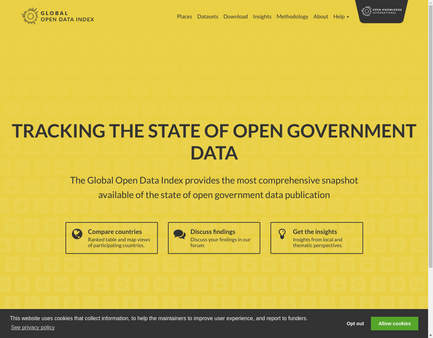 GLOBAL
OPEN DATA INDEX
Places Datasets Download Insights Methodology About Help
OPEN KNOWLEDGE
INTERNATIONAL
TRACKING THE STATE OF OPEN GOVERNMENT
DATA
The Global Open Data Index provides the most comprehensive snapshot
available of the state of open government data publication
Compare countries
Ranked table and map views
of participating countries.
Discuss findings
Discuss your findings in our
forum
Get the insights
Insights from local and
thematic perspectives
This website uses cookies that collect information, to help the maintainers to improve user experience, and report to funders.
See privacy policy
Opt out
Allow cookies